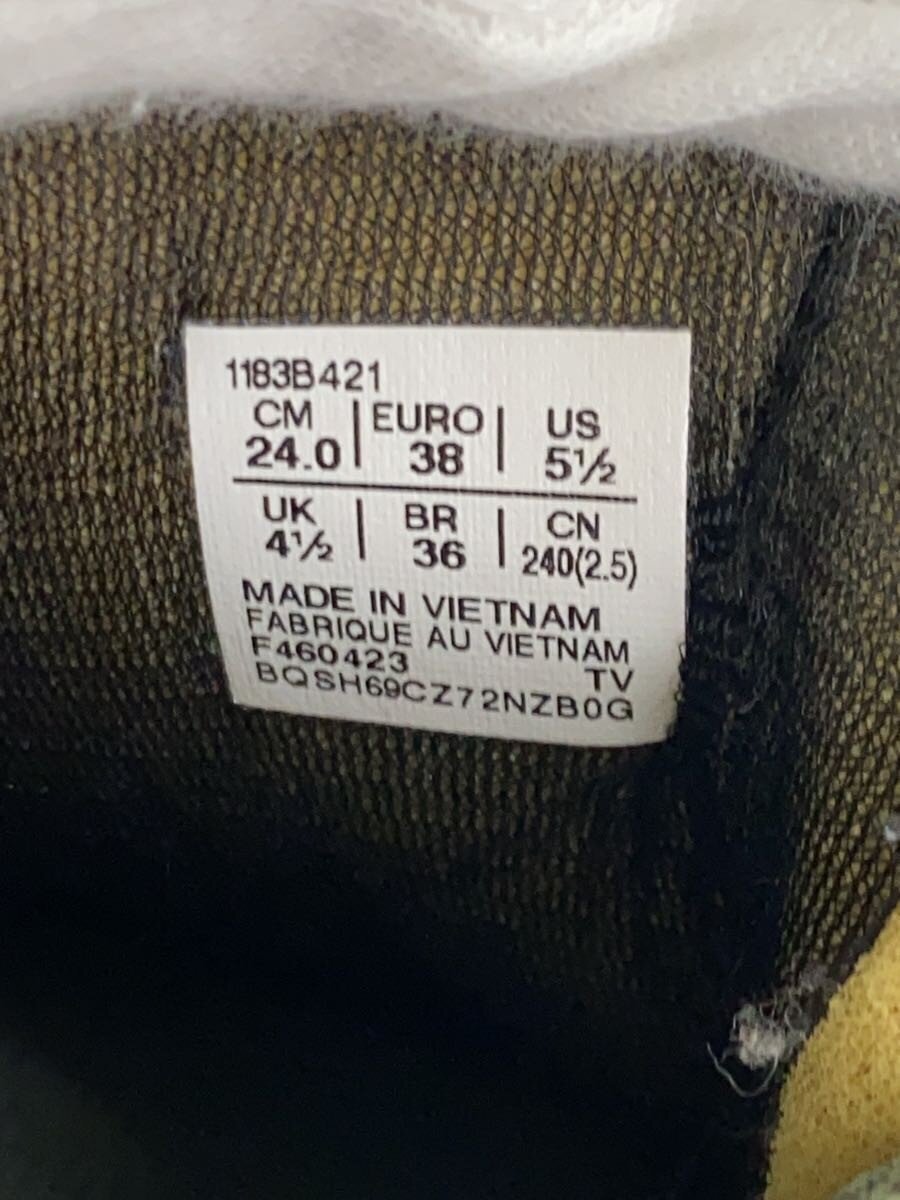 1183B421
CM | EURO | US
24.0 | 38 | 5½
UK | BR | CN
4½ | 36 | 240(2.5)
MADE IN VIETNAM
FABRIQUE AU VIETNAM
F460423 TV
BQSH69CZ72NZB0G